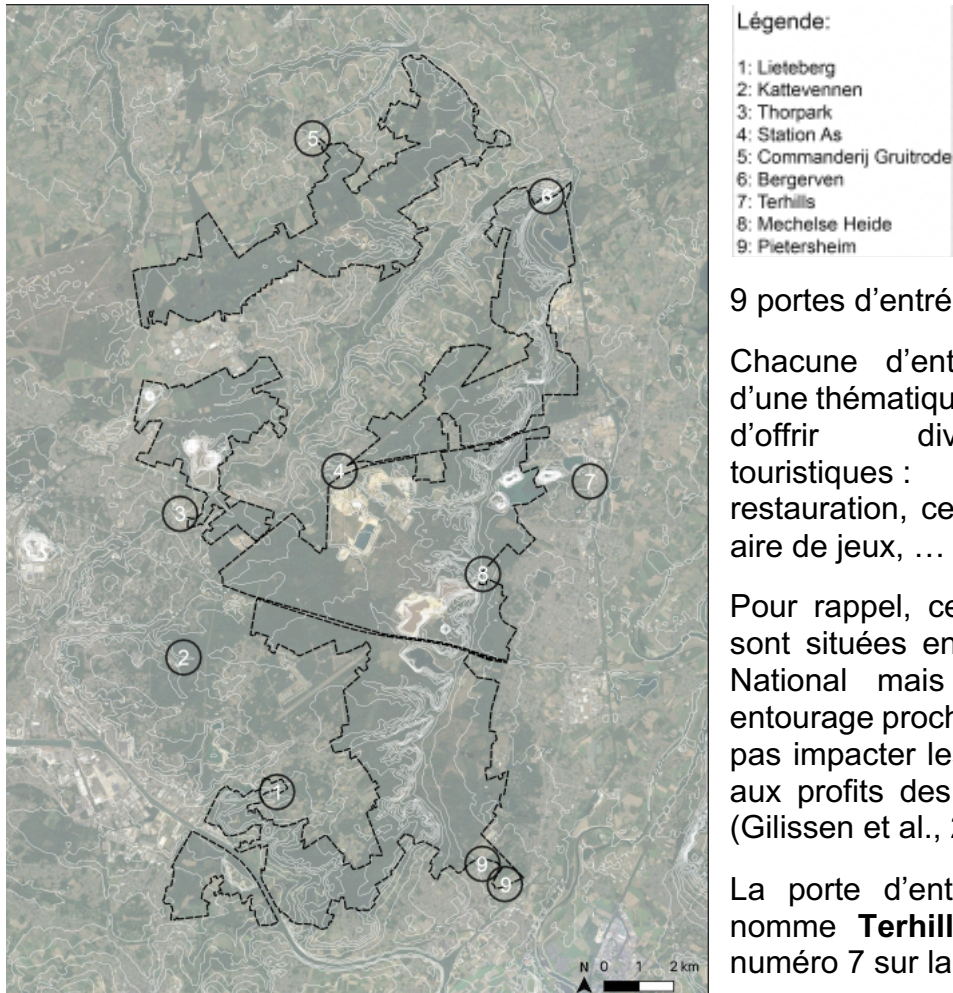 Légende:
1: Lieteberg
2: Kattevennen
3: Thorpark
4: Station As
5: Commanderij Gruitrode
6: Bergerven
7: Terhills
8: Mechelse Heide
9: Pietersheim
5
6
4
7
3
8
2
1
9
9
N 0 1 2 km
9 portes d'entré
Chacune d'ent
d'une thématiqu
d'offrir div
touristiques :
restauration, ce
aire de jeux, …
Pour rappel, ce
sont situées en
National mais
entourage proch
pas impacter le
aux profits des
(Gilissen et al., 2
La porte d'ent
nomme Terhill
numéro 7 sur la